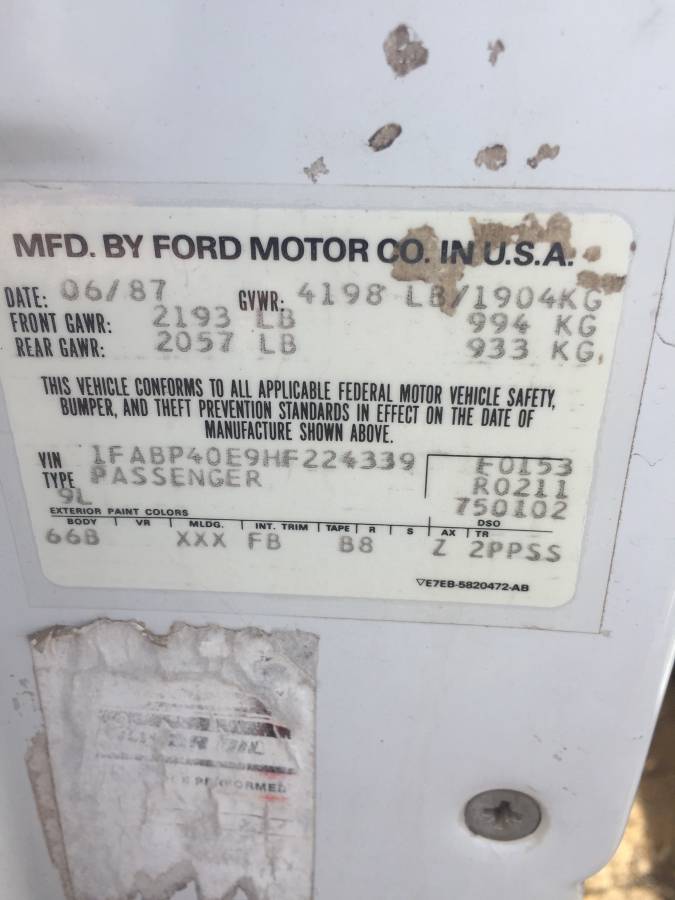 MFD. BY FORD MOTOR CO. IN U.S.A.
DATE: 06/87 GVWR: 4198 LB/1904KG
FRONT GAWR: 2193 LB 994 KG
REAR GAWR: 2057 LB 933 KG
THIS VEHICLE CONFORMS TO ALL APPLICABLE FEDERAL MOTOR VEHICLE SAFETY,
BUMPER, AND THEFT PREVENTION STANDARDS IN EFFECT ON THE DATE OF
MANUFACTURE SHOWN ABOVE.
VIN 1FABP40E9HF224339 F0153
TYPE PASSENGER R0211
9L 750102
EXTERIOR PAINT COLORS DSO
BODY VR MLDG. INT. TRIM TAPE R S AX TR
66B XXX FB B8 Z 2PPSS
▽E7EB-5820472-AB